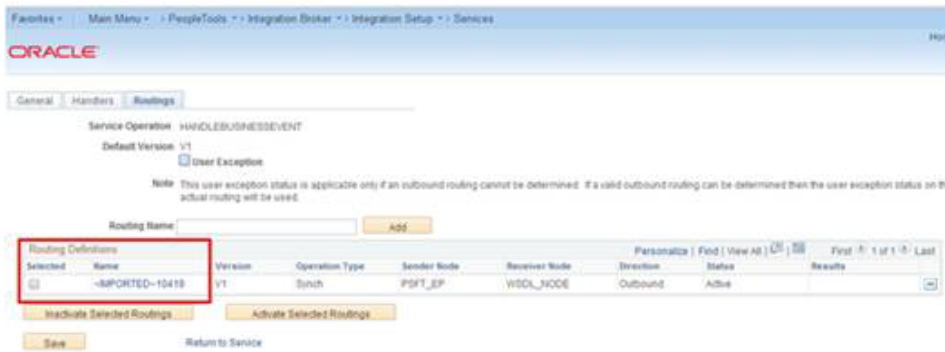 Favorites Main Menu > PeopleTools > Integration Broker > Integration Setup > Services
Hom
ORACLE
General Handlers Routings
Service Operation HANDLEBUSINESSEVENT
Default Version V1
User Exception
Note This user exception status is applicable only if an outbound routing cannot be determined. If a valid outbound routing can be determined then the user exception status on th
actual routing will be used.
Routing Name Add
Routing Definitions Personalize | Find | View All | First 1 of 1 Last
Selected Name Version Operation Type Sender Node Receiver Node Direction Status Results
~IMPORTED~10418 V1 Synch PSFT_EP WSDL_NODE Outbound Active
Inactivate Selected Routings Activate Selected Routings
Save Return to Service